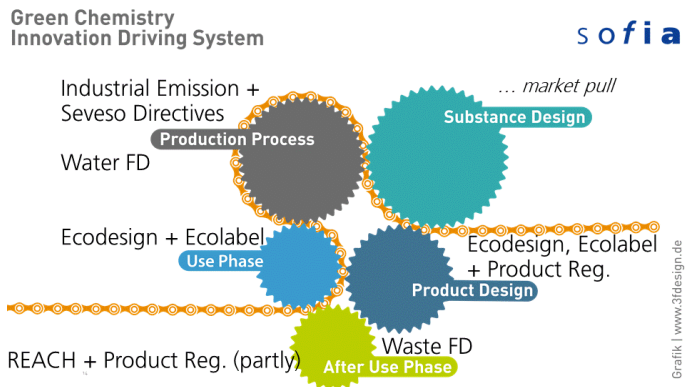 Green Chemistry
Innovation Driving System
sofia
Industrial Emission +
Seveso Directives
... market pull
Substance Design
Production Process
Water FD
Ecodesign + Ecolabel
Use Phase
Ecodesign, Ecolabel
+ Product Reg.
Product Design
Waste FD
REACH + Product Reg. (partly)
After Use Phase
Grafik | www.3fdesign.de